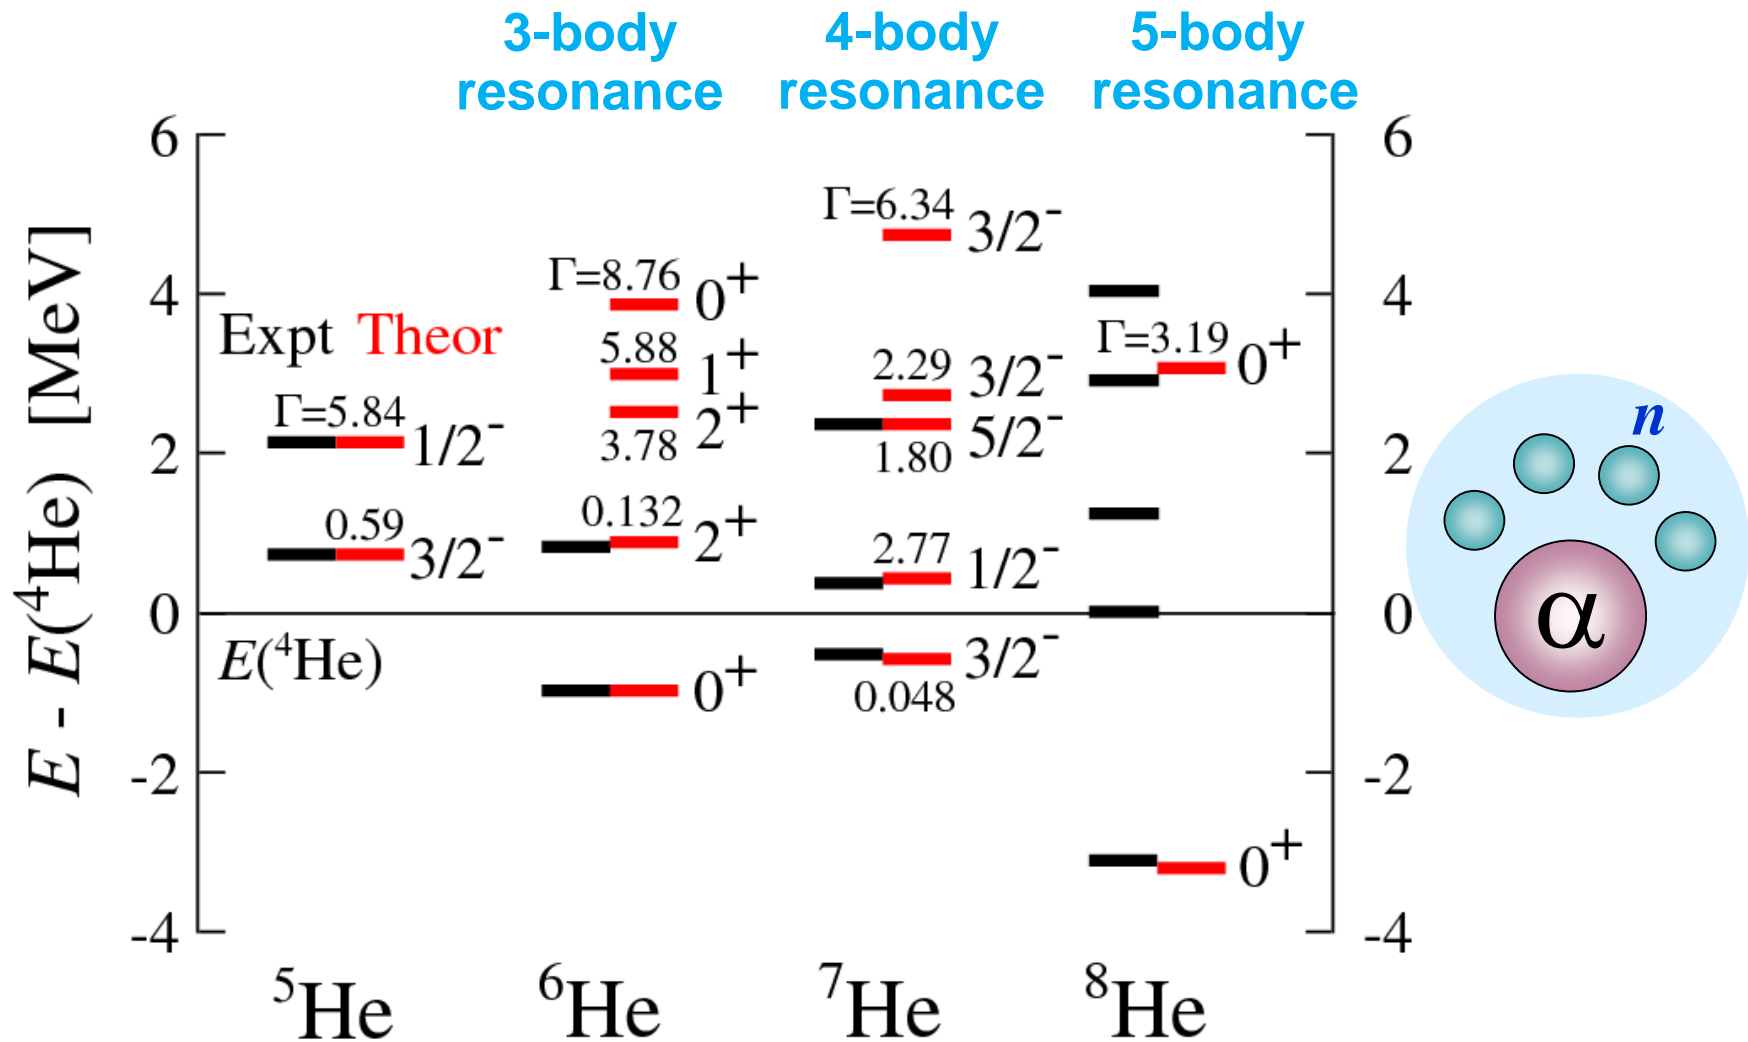 3-body resonance
4-body resonance
5-body resonance
E - E(⁴He) [MeV]
6
4
2
0
-2
-4
6
4
2
0
-2
-4
Expt Theor
E(⁴He)
Γ=5.84
1/2⁻
0.59
3/2⁻
Γ=8.76
0⁺
5.88
1⁺
2⁺
3.78
0.132
2⁺
0⁺
Γ=6.34
3/2⁻
2.29
3/2⁻
5/2⁻
1.80
2.77
1/2⁻
3/2⁻
0.048
Γ=3.19
0⁺
0⁺
n
α
⁵He
⁶He
⁷He
⁸He